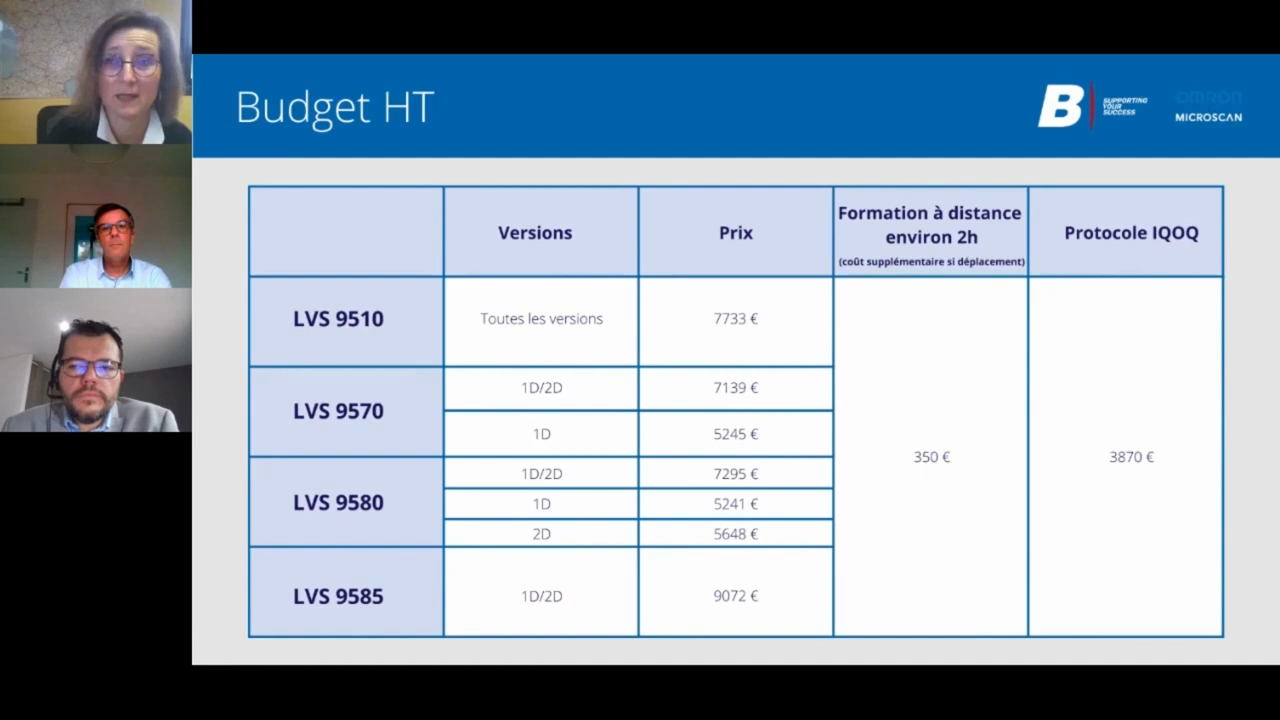 Budget HT
B
SUPPORTING
YOUR
SUCCESS
OMRON
MICROSCAN
Versions
Prix
Formation à distance
environ 2h
(coût supplémentaire si déplacement)
Protocole IQOQ
LVS 9510
Toutes les versions
7733 €
LVS 9570
1D/2D
7139 €
1D
5245 €
LVS 9580
1D/2D
7295 €
1D
5241 €
2D
5648 €
LVS 9585
1D/2D
9072 €
350 €
3870 €